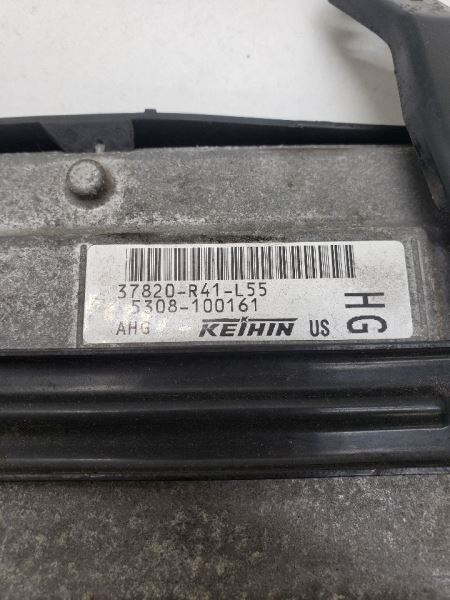 37820-R41-L55
5308-100161
AHG KEIHIN US
HG